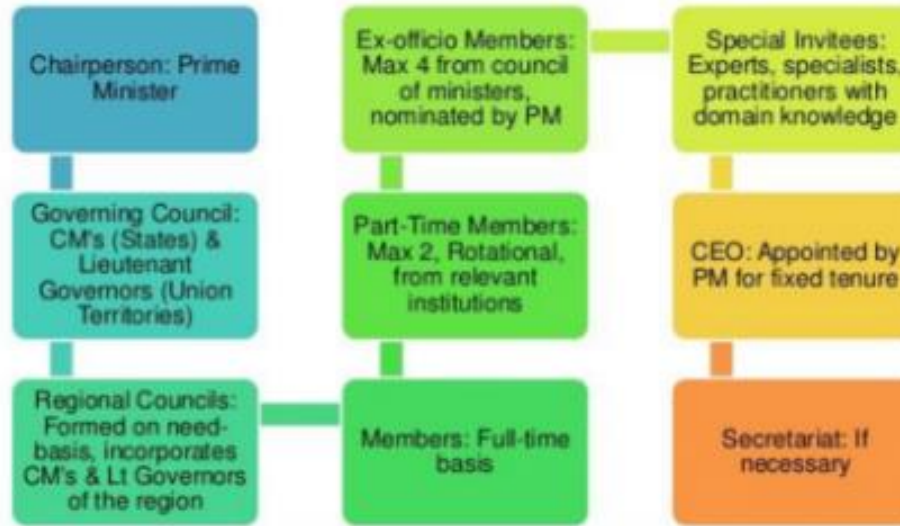 Chairperson: Prime
Minister
Governing Council:
CM's (States) &
Lieutenant
Governors (Union
Territories)
Regional Councils:
Formed on need-
basis, incorporates
CM's & Lt Governors
of the region
Members: Full-time
basis
Part-Time Members:
Max 2, Rotational,
from relevant
institutions
Ex-officio Members:
Max 4 from council
of ministers,
nominated by PM
Special Invitees:
Experts, specialists,
practitioners with
domain knowledge
CEO: Appointed by
PM for fixed tenure
Secretariat: If
necessary